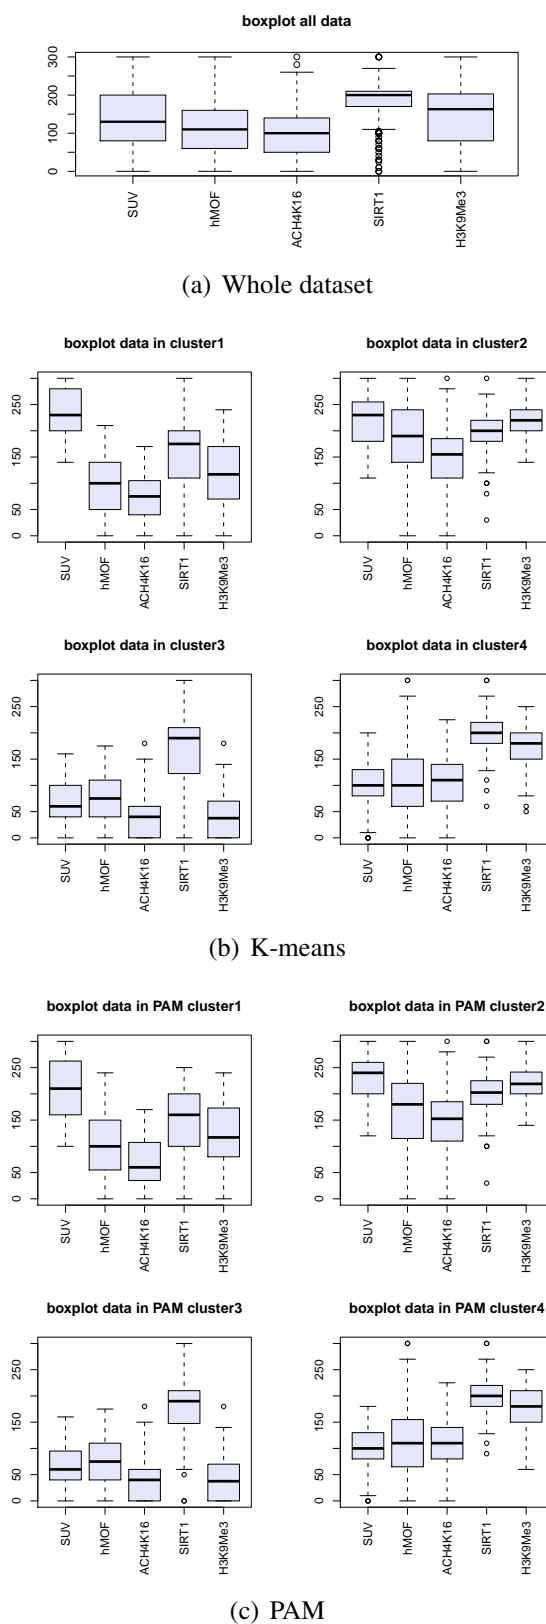 boxplot all data
300
200
100
0
SUV
hMOF
ACH4K16
SIRT1
H3K9Me3
(a) Whole dataset
boxplot data in cluster1
boxplot data in cluster2
250
150
50
0
SUV
hMOF
ACH4K16
SIRT1
H3K9Me3
250
150
50
0
SUV
hMOF
ACH4K16
SIRT1
H3K9Me3
boxplot data in cluster3
boxplot data in cluster4
250
150
50
0
SUV
hMOF
ACH4K16
SIRT1
H3K9Me3
250
150
50
0
SUV
hMOF
ACH4K16
SIRT1
H3K9Me3
(b) K-means
boxplot data in PAM cluster1
boxplot data in PAM cluster2
250
150
50
0
SUV
hMOF
ACH4K16
SIRT1
H3K9Me3
250
150
50
0
SUV
hMOF
ACH4K16
SIRT1
H3K9Me3
boxplot data in PAM cluster3
boxplot data in PAM cluster4
250
150
50
0
SUV
hMOF
ACH4K16
SIRT1
H3K9Me3
250
150
50
0
SUV
hMOF
ACH4K16
SIRT1
H3K9Me3
(c) PAM